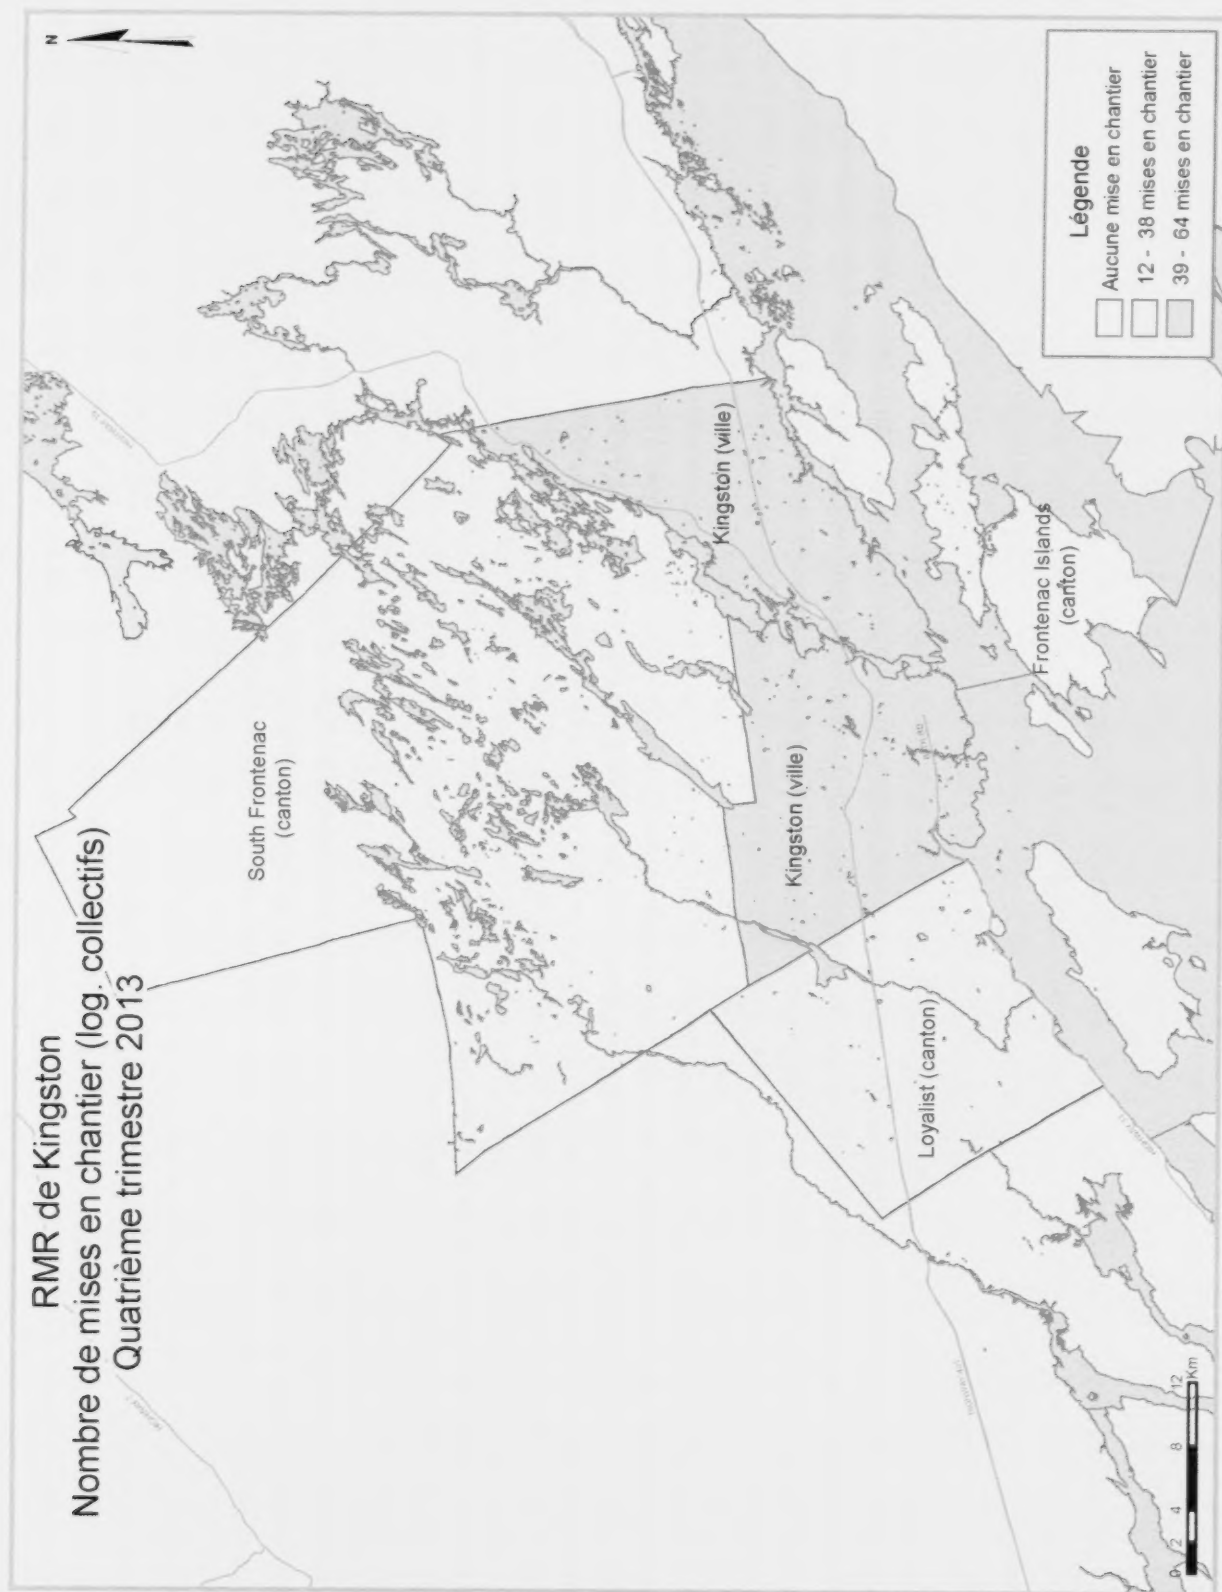 RMR de Kingston
Nombre de mises en chantier (log. collectifs)
Quatrième trimestre 2013
N
South Frontenac
(canton)
Kingston (ville)
Kingston (ville)
Loyalist (canton)
Frontenac Islands
(canton)
Légende
Aucune mise en chantier
12 - 38 mises en chantier
39 - 64 mises en chantier
0 2 4 8 12
Km